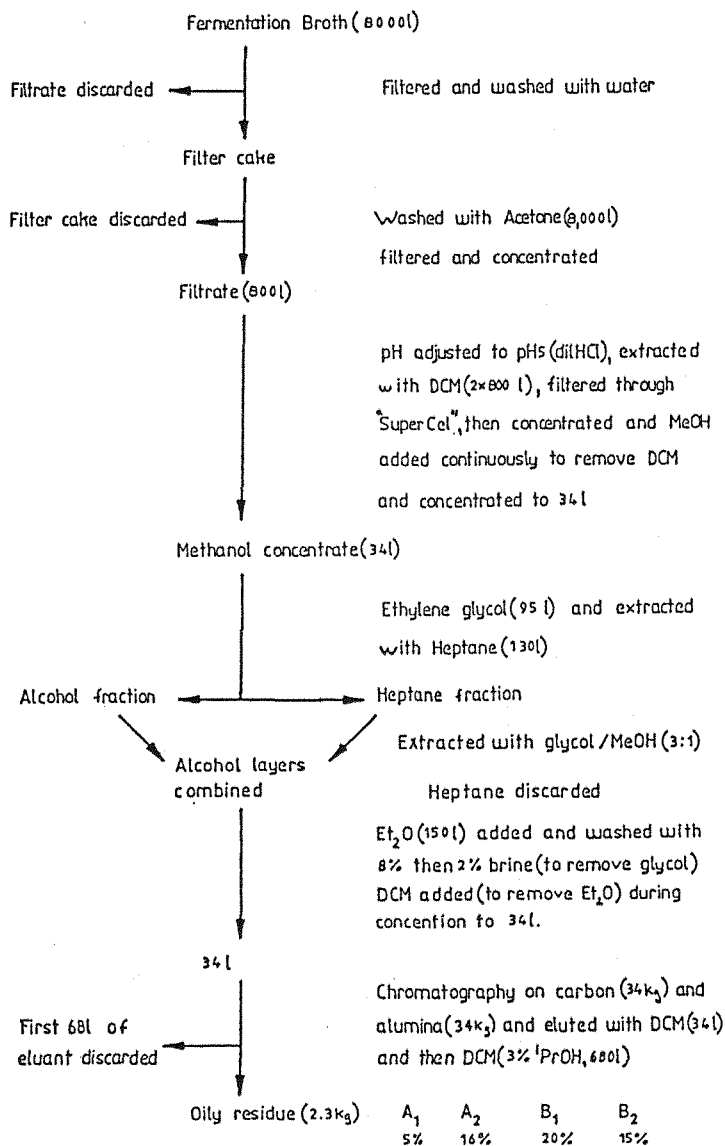 Fermentation Broth (8000l)
Filtrate discarded
Filtered and washed with water
Filter cake
Filter cake discarded
Washed with Acetone (8,000l)
filtered and concentrated
Filtrate (800l)
pH adjusted to pH5 (dilHCl), extracted
with DCM (2×800 l), filtered through
"Super Cel", then concentrated and MeOH
added continuously to remove DCM
and concentrated to 34l
Methanol concentrate (34l)
Ethylene glycol (95 l) and extracted
with Heptane (130l)
Alcohol fraction
Heptane fraction
Extracted with glycol/MeOH (3:1)
Alcohol layers
combined
Heptane discarded
Et₂O (150l) added and washed with
8% then 2% brine (to remove glycol)
DCM added (to remove Et₂O) during
concention to 34l.
34l
Chromatography on carbon (34kg) and
alumina (34kg) and eluted with DCM (34l)
and then DCM (3% ⁱPrOH, 680l)
First 68l of
eluant discarded
Oily residue (2.3kg)
A₁ A₂ B₁ B₂
5% 16% 20% 15%